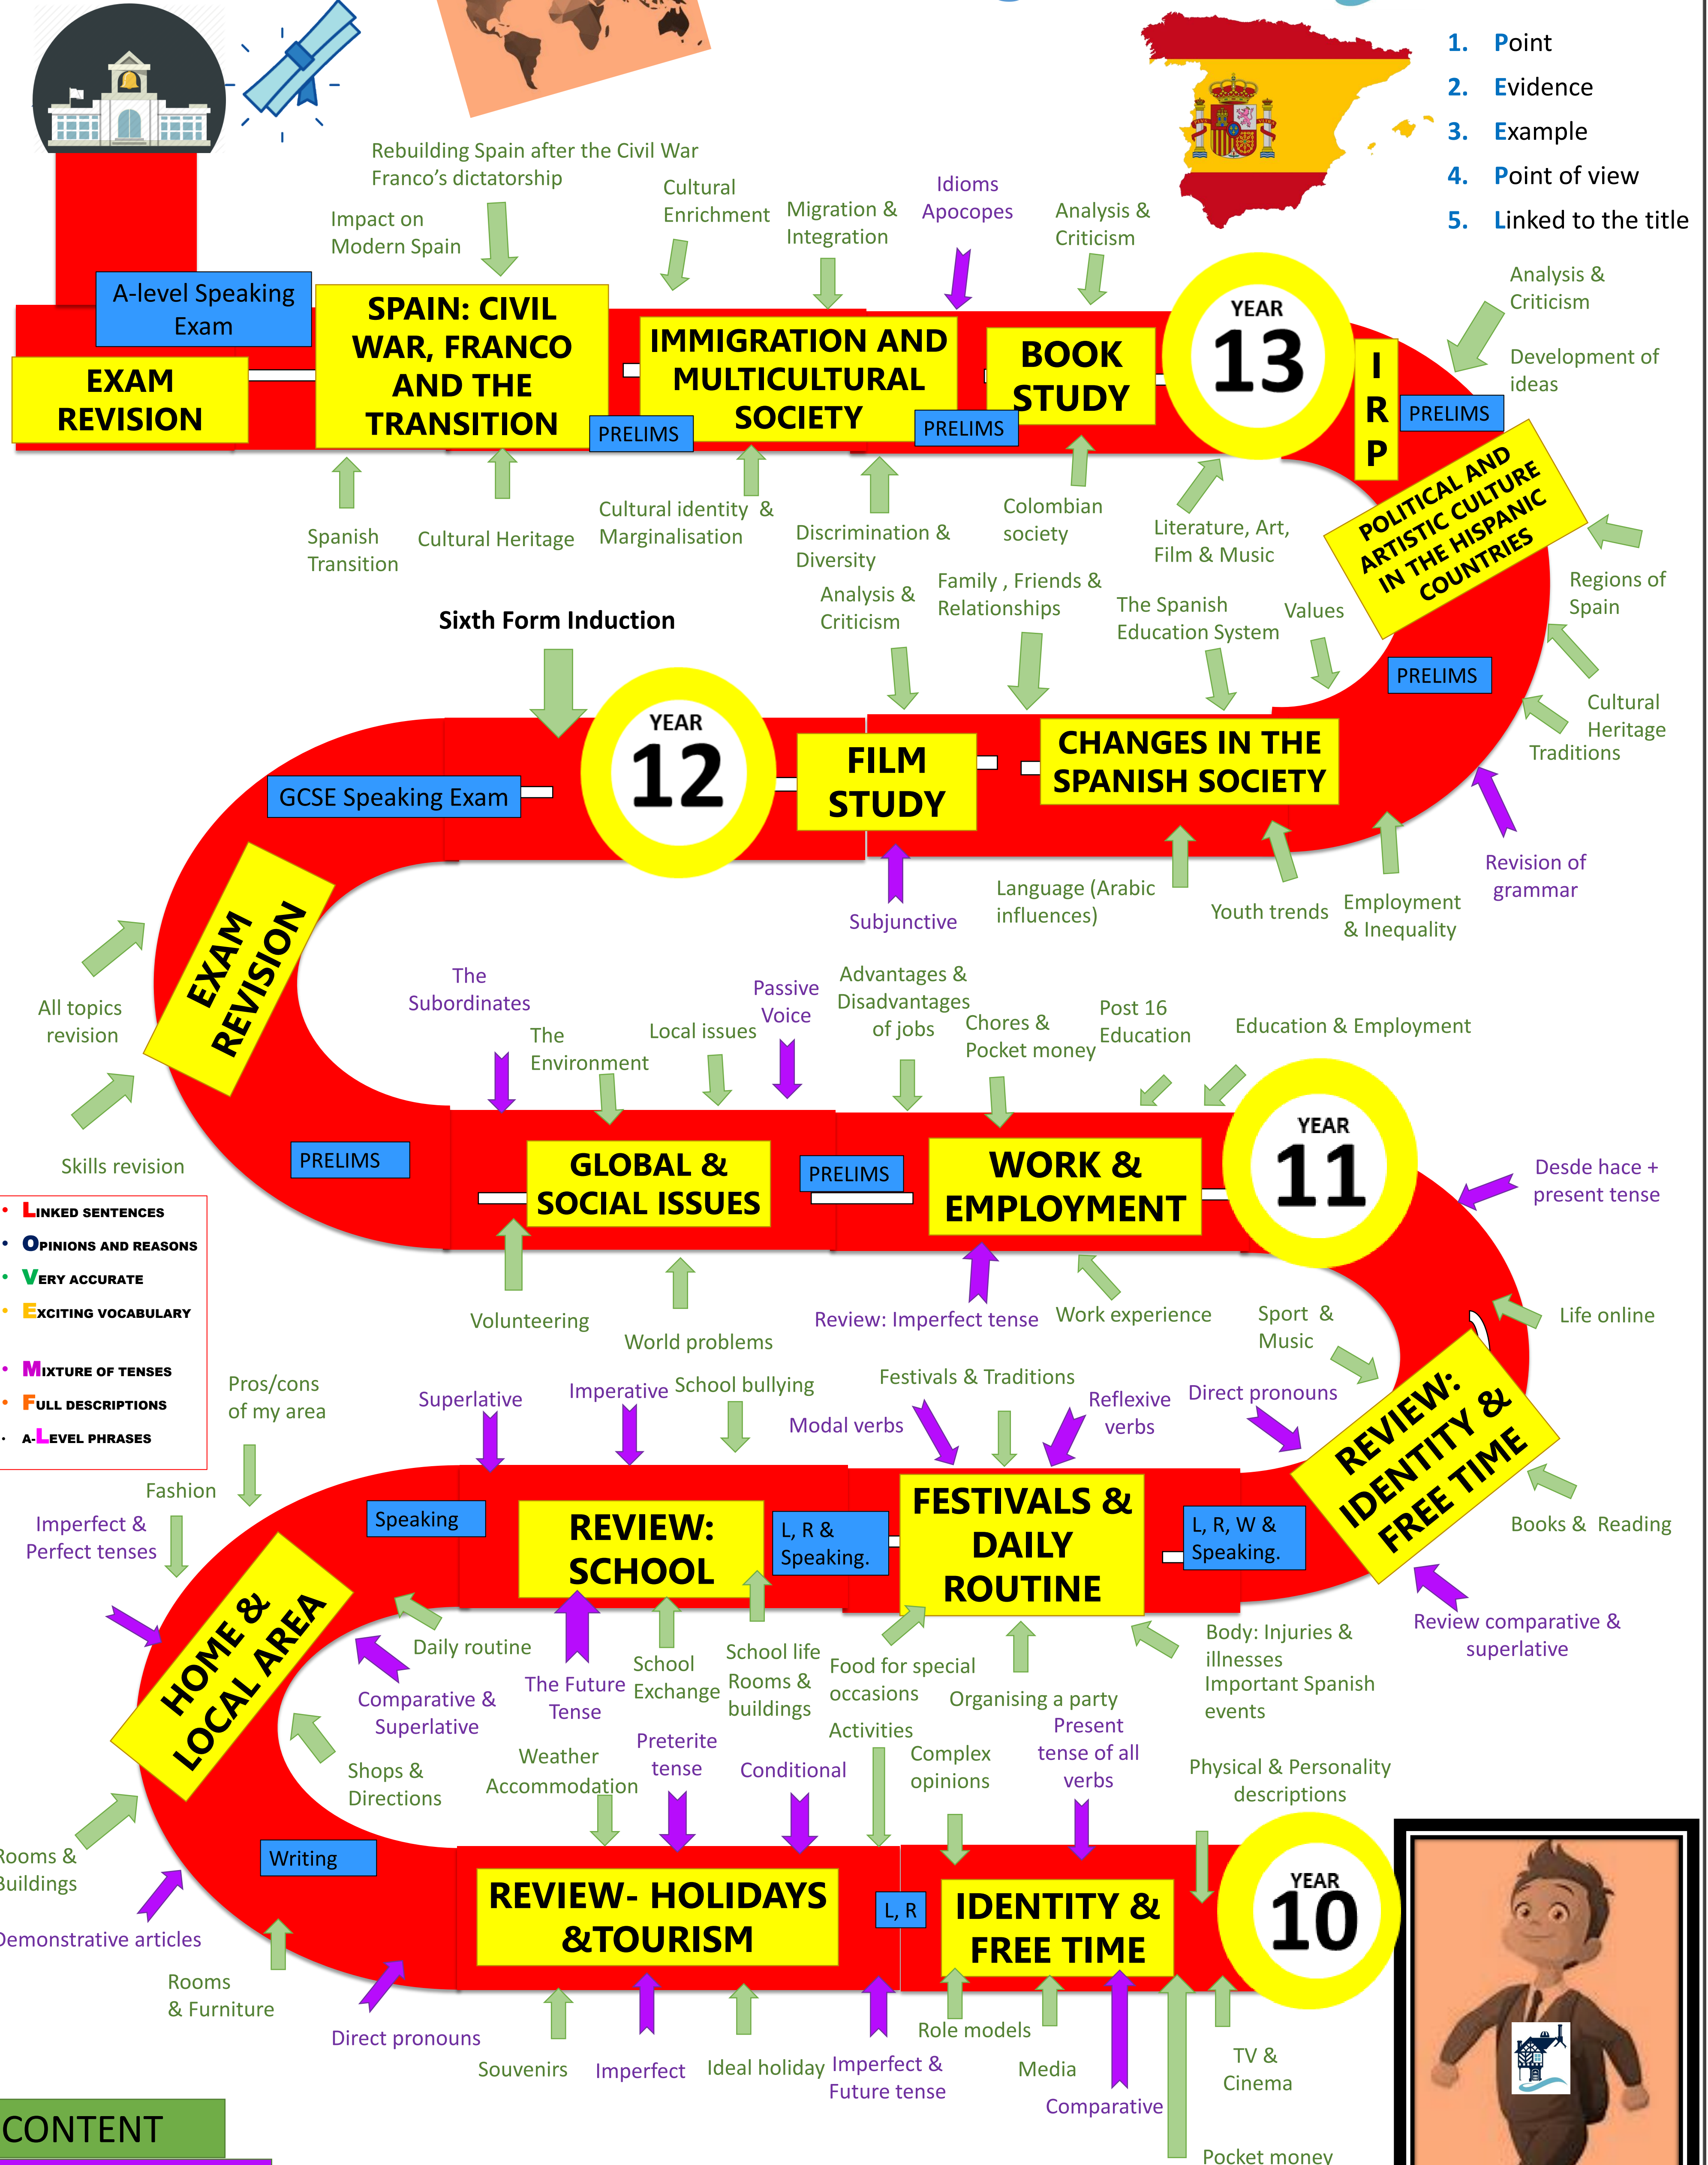 1. Point
2. Evidence
3. Example
4. Point of view
5. Linked to the title
Rebuilding Spain after the Civil War
Franco's dictatorship
Impact on
Modern Spain
Cultural
Enrichment
Migration &
Integration
Idioms
Apocopes
Analysis &
Criticism
Analysis &
Criticism
Development of
ideas
A-level Speaking
Exam
EXAM
REVISION
SPAIN: CIVIL
WAR, FRANCO
AND THE
TRANSITION
PRELIMS
IMMIGRATION AND
MULTICULTURAL
SOCIETY
PRELIMS
BOOK
STUDY
YEAR
13
I
R
P
PRELIMS
POLITICAL AND
ARTISTIC CULTURE
IN THE HISPANIC
COUNTRIES
Spanish
Transition
Cultural Heritage
Cultural identity &
Marginalisation
Discrimination &
Diversity
Colombian
society
Literature, Art,
Film & Music
Regions of
Spain
Cultural
Heritage
Traditions
Revision of
grammar
PRELIMS
Sixth Form Induction
Analysis &
Criticism
Family , Friends &
Relationships
The Spanish
Education System
Values
GCSE Speaking Exam
YEAR
12
FILM
STUDY
CHANGES IN THE
SPANISH SOCIETY
Subjunctive
Language (Arabic
influences)
Youth trends
Employment
& Inequality
EXAM
REVISION
All topics
revision
Skills revision
The
Subordinates
The
Environment
Local issues
Passive
Voice
Advantages &
Disadvantages
of jobs
Chores &
Pocket money
Post 16
Education
Education & Employment
PRELIMS
GLOBAL &
SOCIAL ISSUES
PRELIMS
WORK &
EMPLOYMENT
YEAR
11
Desde hace +
present tense
Life online
Volunteering
World problems
Review: Imperfect tense
Work experience
Sport &
Music
• LINKED SENTENCES
• OPINIONS AND REASONS
• VERY ACCURATE
• EXCITING VOCABULARY
• MIXTURE OF TENSES
• FULL DESCRIPTIONS
• A-LEVEL PHRASES
Pros/cons
of my area
Fashion
Imperfect &
Perfect tenses
Superlative
Imperative
School bullying
Modal verbs
Festivals & Traditions
Reflexive
verbs
Direct pronouns
REVIEW:
IDENTITY &
FREE TIME
Books & Reading
Review comparative &
superlative
Speaking
REVIEW:
SCHOOL
L, R &
Speaking.
FESTIVALS &
DAILY
ROUTINE
L, R, W &
Speaking.
HOME &
LOCAL AREA
Daily routine
Comparative &
Superlative
The Future
Tense
School
Exchange
School life
Rooms &
buildings
Food for special
occasions
Organising a party
Body: Injuries &
illnesses
Important Spanish
events
Shops &
Directions
Weather
Accommodation
Preterite
tense
Conditional
Activities
Complex
opinions
Present
tense of all
verbs
Physical & Personality
descriptions
Rooms &
Buildings
Demonstrative articles
Rooms
& Furniture
Writing
REVIEW- HOLIDAYS
&TOURISM
L, R
IDENTITY &
FREE TIME
YEAR
10
Direct pronouns
Souvenirs
Imperfect
Ideal holiday
Imperfect &
Future tense
Role models
Media
Comparative
TV &
Cinema
Pocket money
CONTENT